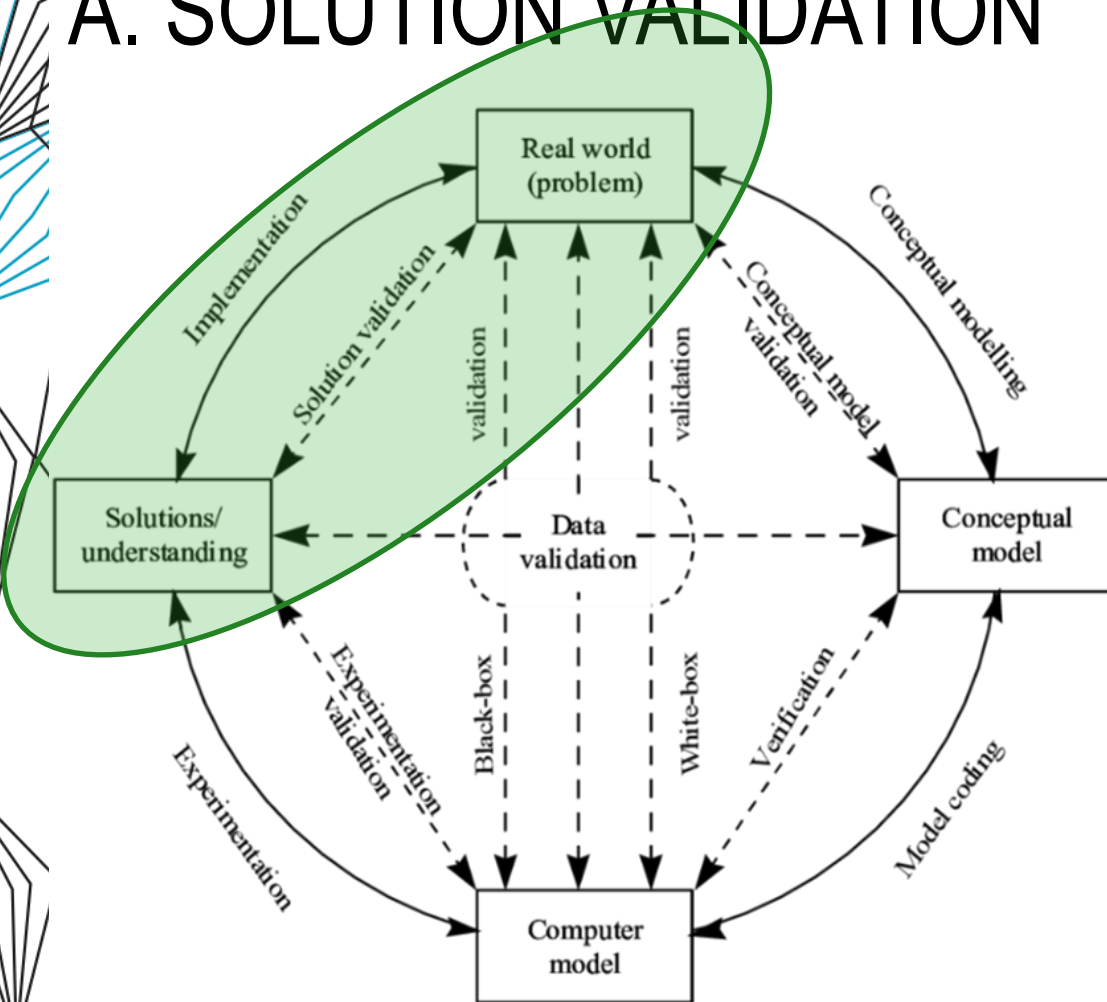 A. SOLUTION VALIDATION
Real world
(problem)
Implementation
Solution validation
validation
validation
Conceptual model
validation
Conceptual modelling
Solutions/
understanding
Data
validation
Conceptual
model
Experimentation
validation
Black-box
White-box
Verification
Experimentation
Model coding
Computer
model